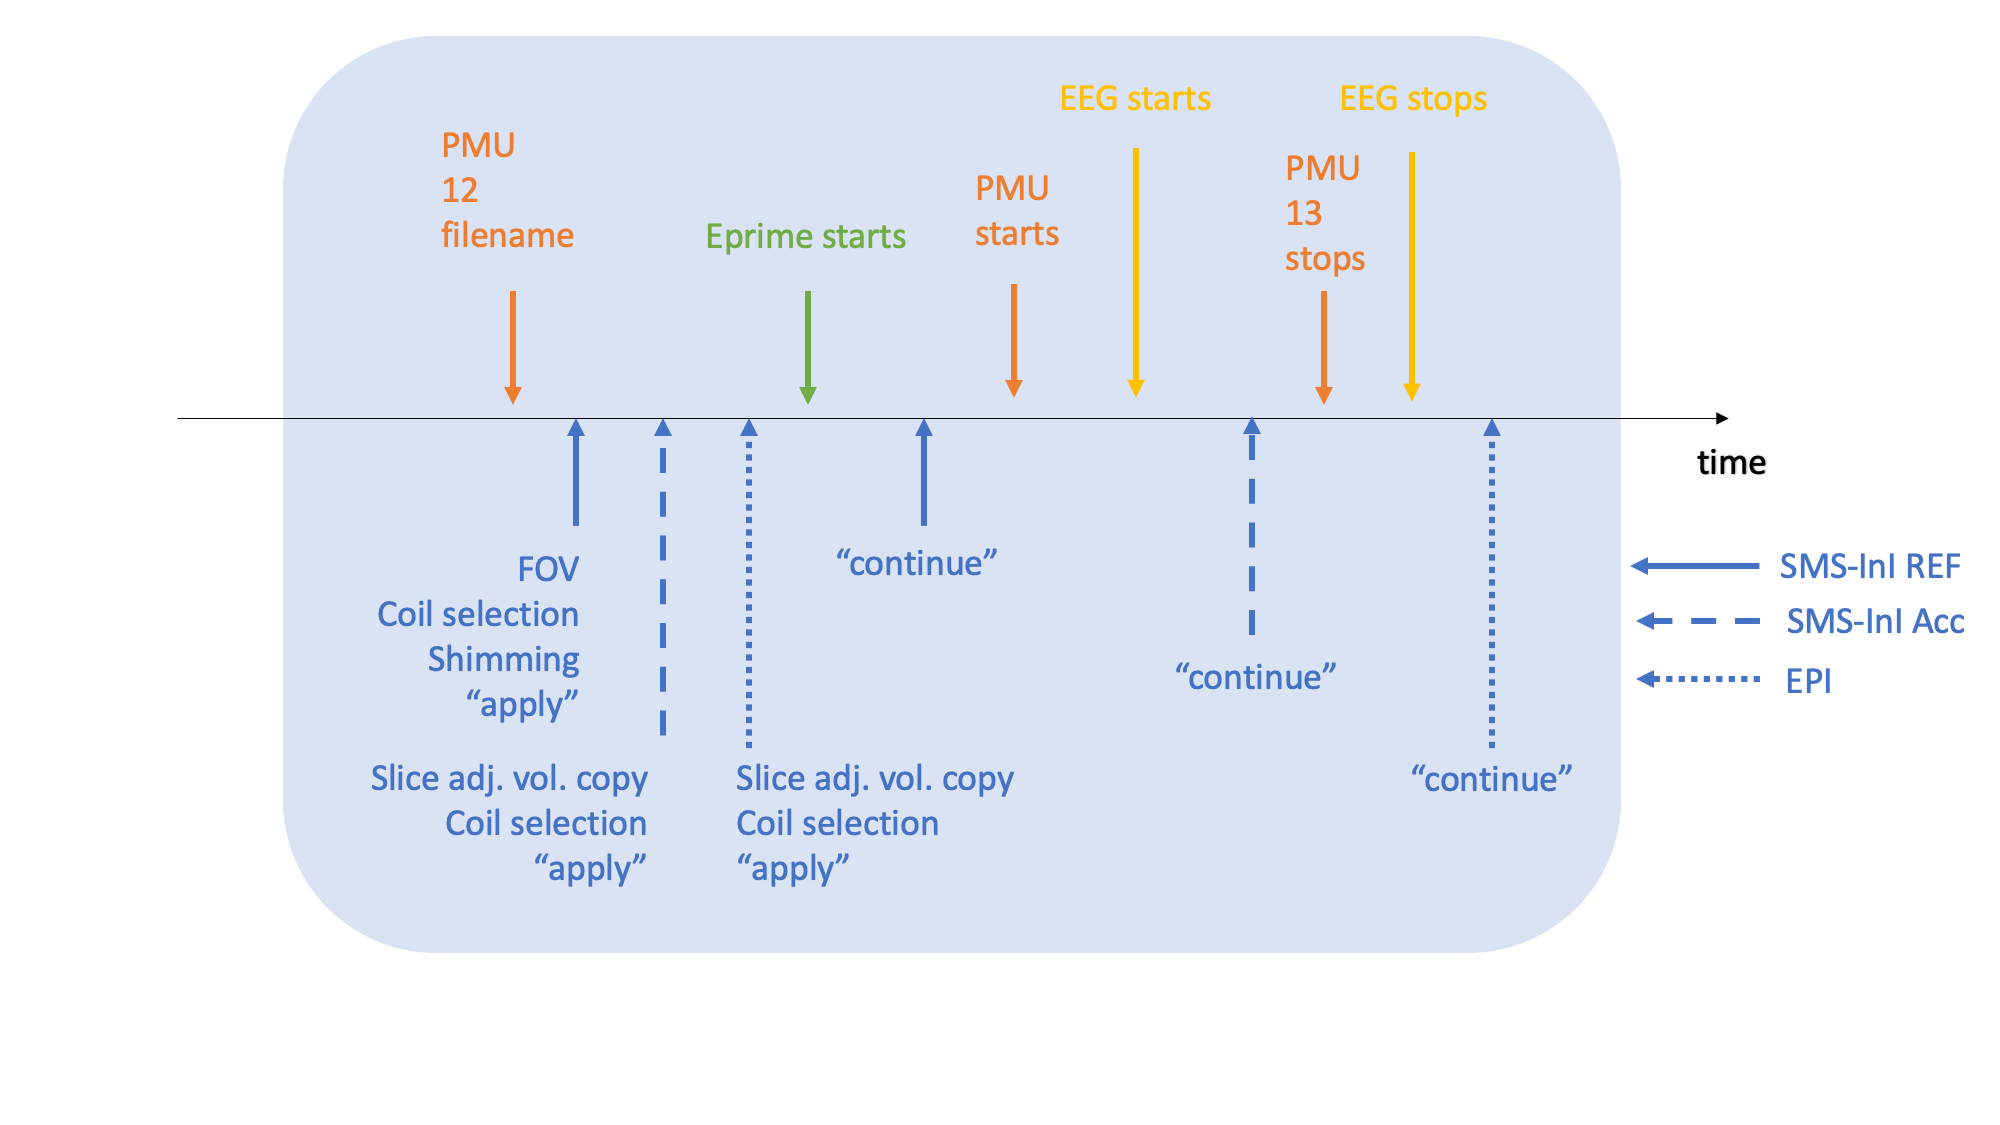 EEG starts
EEG stops
PMU
12
filename
PMU
13
stops
PMU
starts
Eprime starts
time
FOV
Coil selection
Shimming
“apply”
“continue”
“continue”
SMS-InI REF
SMS-InI Acc
EPI
Slice adj. vol. copy
Coil selection
“apply”
Slice adj. vol. copy
Coil selection
“apply”
“continue”